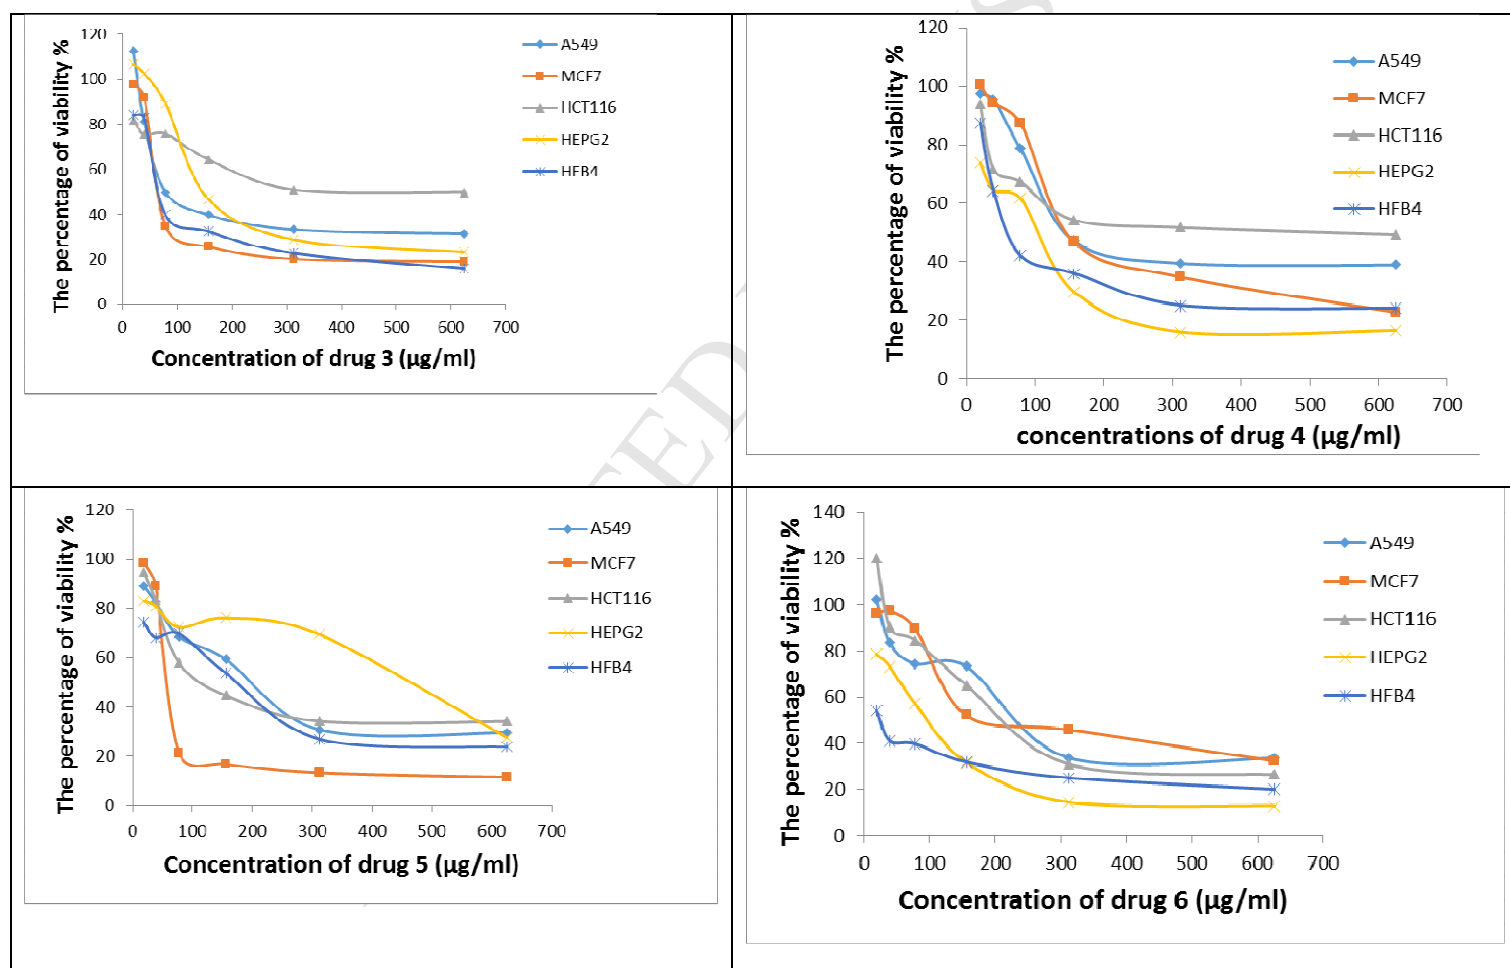 The percentage of viability %
120
100
80
60
40
20
0
0 100 200 300 400 500 600 700
Concentration of drug 3 (µg/ml)
A549
MCF7
HCT116
HEPG2
HFB4
The percentage of viability %
120
100
80
60
40
20
0
0 100 200 300 400 500 600 700
concentrations of drug 4 (µg/ml)
A549
MCF7
HCT116
HEPG2
HFB4
The percentage of viability %
120
100
80
60
40
20
0
0 100 200 300 400 500 600 700
Concentration of drug 5 (µg/ml)
A549
MCF7
HCT116
HEPG2
HFB4
The percentage of viability %
140
120
100
80
60
40
20
0
0 100 200 300 400 500 600 700
Concentration of drug 6 (µg/ml)
A549
MCF7
HCT116
HEPG2
HFB4